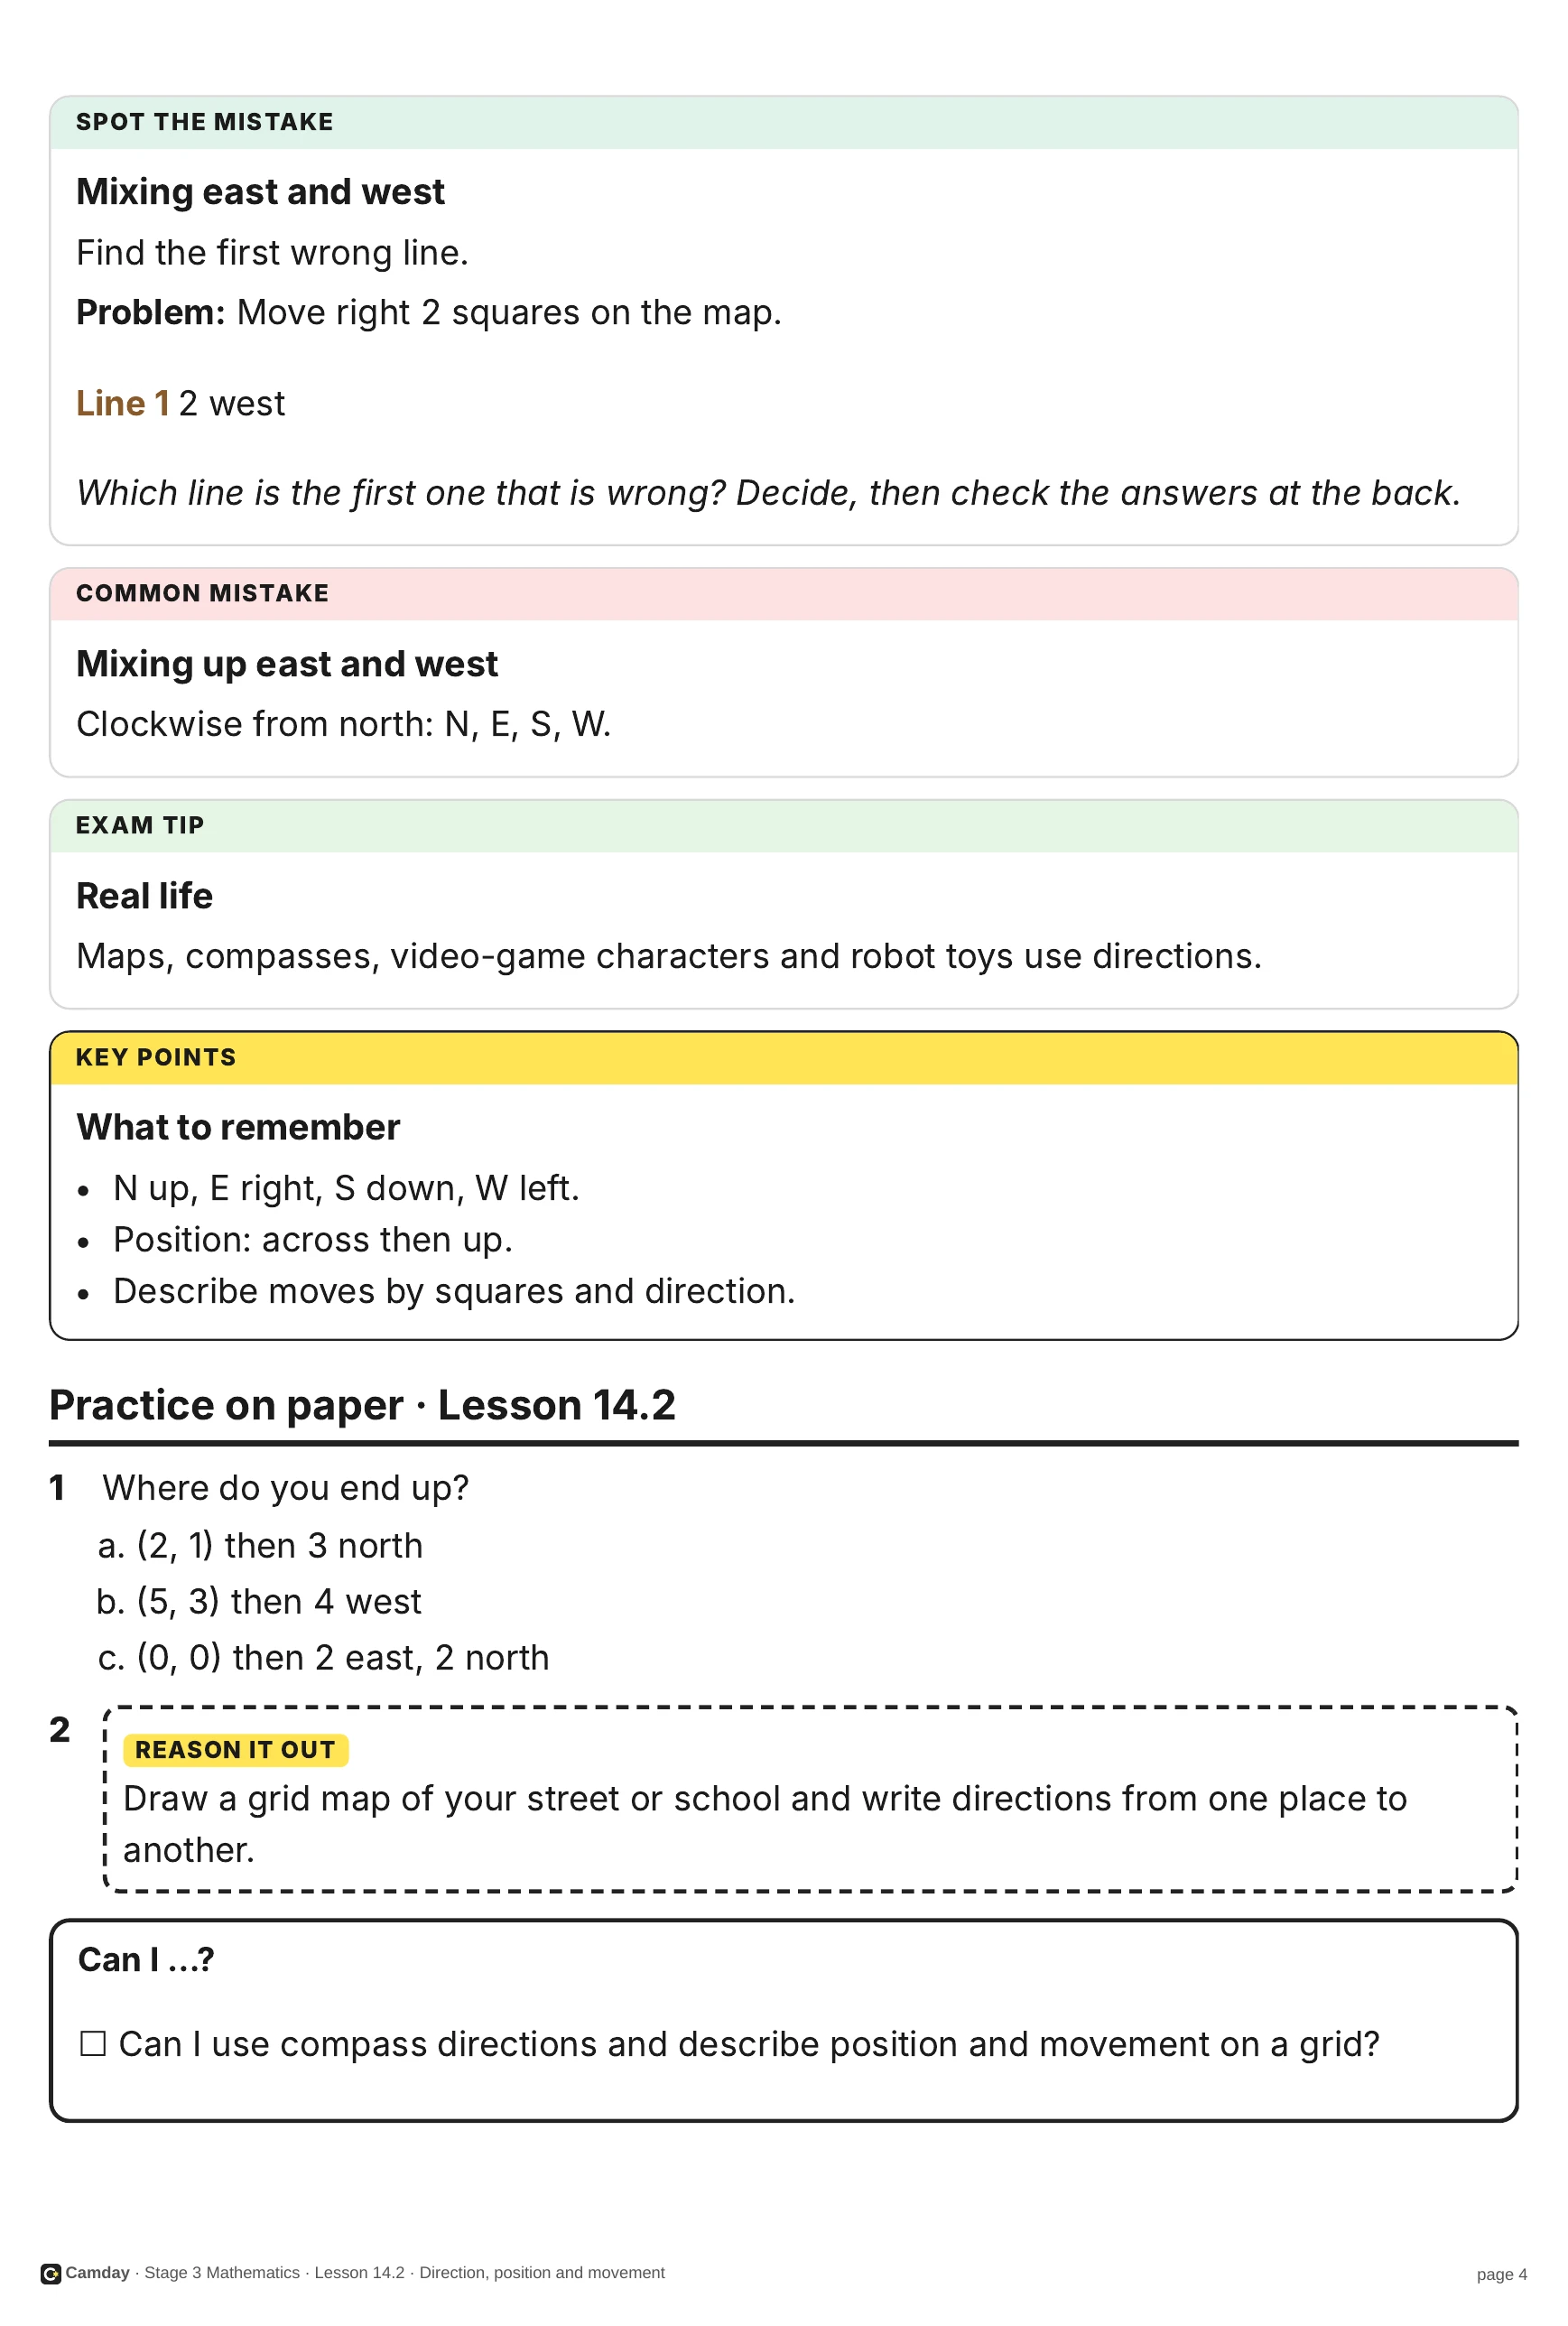 SPOT THE MISTAKE
Mixing east and west
Find the first wrong line.
Problem: Move right 2 squares on the map.
Line 1 2 west
Which line is the first one that is wrong? Decide, then check the answers at the back.
COMMON MISTAKE
Mixing up east and west
Clockwise from north: N, E, S, W.
EXAM TIP
Real life
Maps, compasses, video-game characters and robot toys use directions.
KEY POINTS
What to remember
• N up, E right, S down, W left.
• Position: across then up.
• Describe moves by squares and direction.
Practice on paper · Lesson 14.2
1 Where do you end up?
a. (2, 1) then 3 north
b. (5, 3) then 4 west
c. (0, 0) then 2 east, 2 north
2 REASON IT OUT
Draw a grid map of your street or school and write directions from one place to
another.
Can I …?
☐ Can I use compass directions and describe position and movement on a grid?
Camday · Stage 3 Mathematics · Lesson 14.2 · Direction, position and movement
page 4